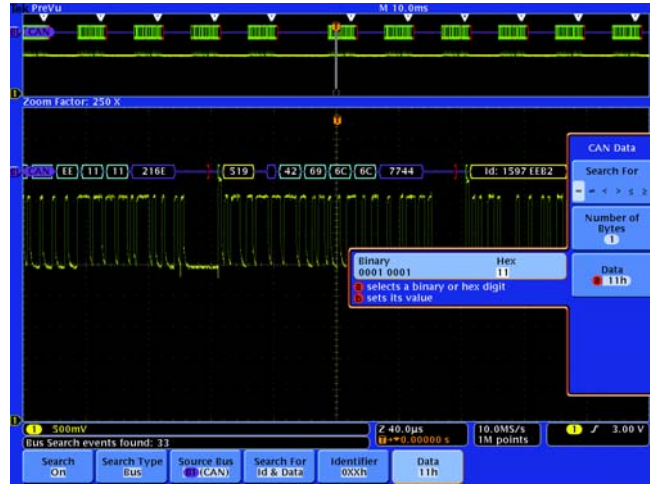 Tek PreVu M 10.0ms
CAN
Zoom Factor: 250 X
CAN EE 11 11 216E 519 42 69 6C 6C 7744 Id: 1597 EEB2
CAN Data
Search For
= ≠ < > ≤ ≥
Number of
Bytes
1
Data
a 11h
Binary Hex
0001 0001 11
a selects a binary or hex digit
b sets its value
1 500mV Z 40.0µs 10.0MS/s 1 3.00 V
0.00000 s 1M points
Bus Search events found: 33
Search Search Type Source Bus Search For Identifier Data
On Bus B1 (CAN) Id & Data 0XXh 11h